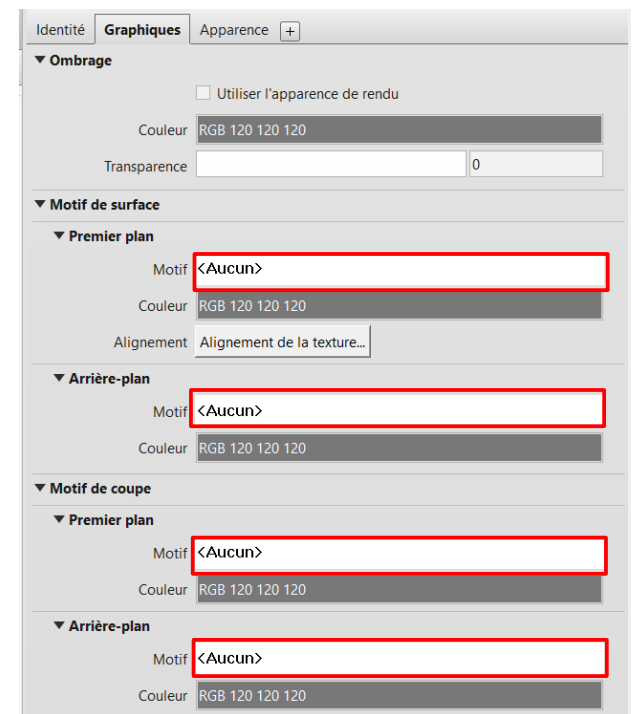 Identité Graphiques Apparence +
Ombrage
Utiliser l'apparence de rendu
Couleur RGB 120 120 120
Transparence 0
Motif de surface
Premier plan
Motif <Aucun>
Couleur RGB 120 120 120
Alignement Alignement de la texture...
Arrière-plan
Motif <Aucun>
Couleur RGB 120 120 120
Motif de coupe
Premier plan
Motif <Aucun>
Couleur RGB 120 120 120
Arrière-plan
Motif <Aucun>
Couleur RGB 120 120 120